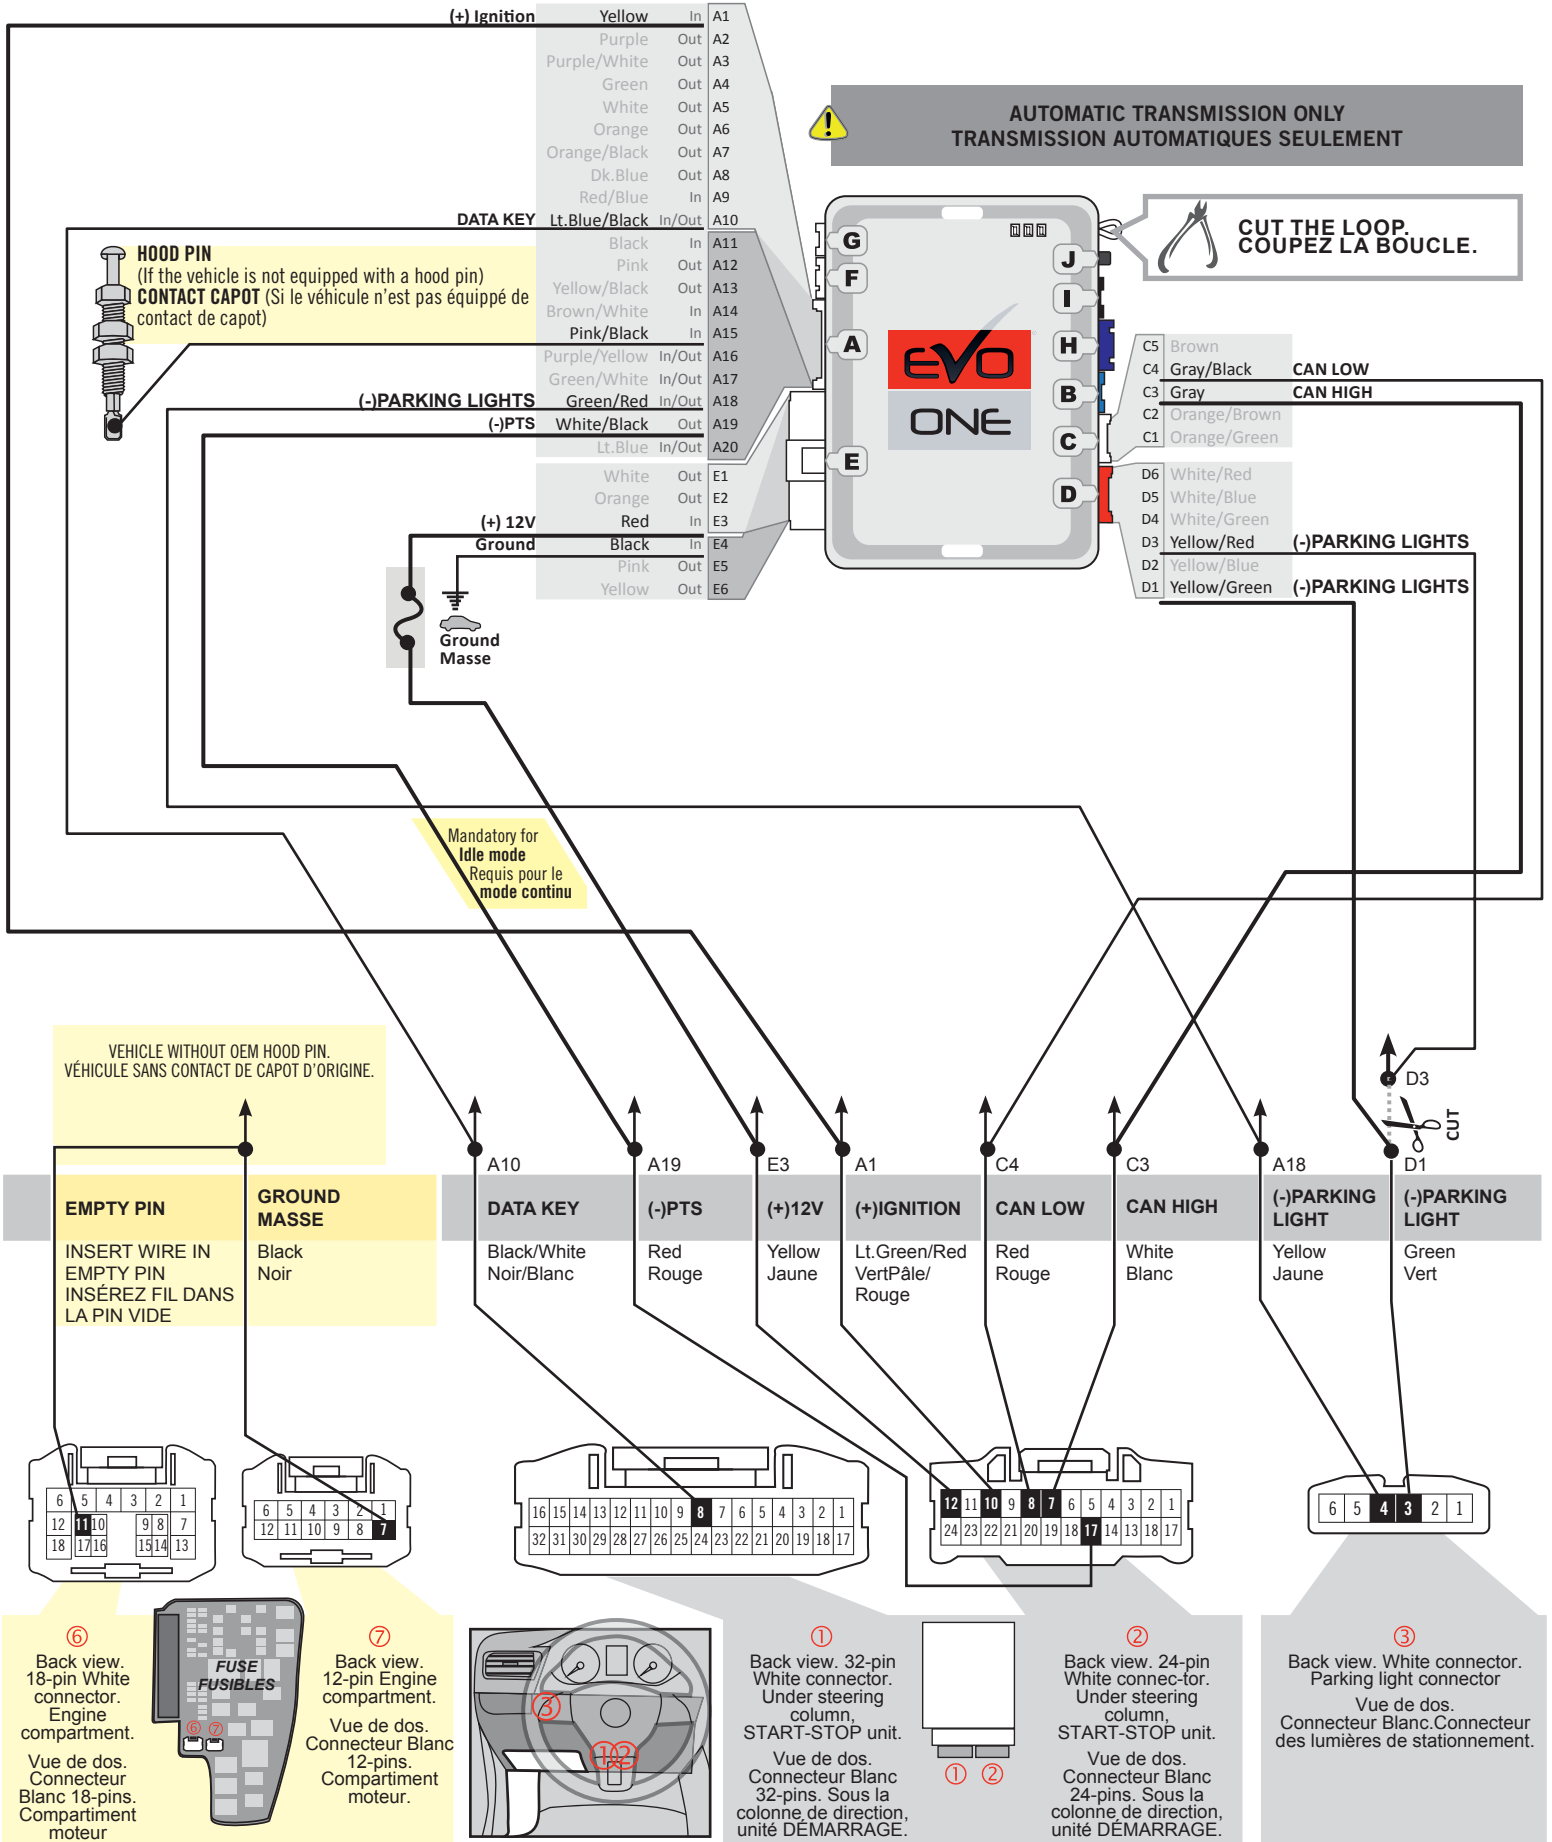 (+) Ignition Yellow In A1
Purple Out A2
Purple/White Out A3
Green Out A4
White Out A5
Orange Out A6
Orange/Black Out A7
Dk.Blue Out A8
Red/Blue In A9
DATA KEY Lt.Blue/Black In/Out A10
Black In A11
Pink Out A12
Yellow/Black Out A13
Brown/White In A14
Pink/Black In A15
Purple/Yellow In/Out A16
Green/White In/Out A17
(-)PARKING LIGHTS Green/Red In/Out A18
(-)PTS White/Black Out A19
Lt.Blue In/Out A20
White Out E1
Orange Out E2
(+) 12V Red In E3
Ground Black In E4
Pink Out E5
Yellow Out E6
HOOD PIN
(If the vehicle is not equipped with a hood pin)
CONTACT CAPOT (Si le véhicule n'est pas équippé de
contact de capot)
Ground
Masse
AUTOMATIC TRANSMISSION ONLY
TRANSMISSION AUTOMATIQUES SEULEMENT
CUT THE LOOP.
COUPEZ LA BOUCLE.
G
F
A
E
J
I
H
B
C
D
EVO
ONE
C5 Brown
C4 Gray/Black CAN LOW
C3 Gray CAN HIGH
C2 Orange/Brown
C1 Orange/Green
D6 White/Red
D5 White/Blue
D4 White/Green
D3 Yellow/Red (-)PARKING LIGHTS
D2 Yellow/Blue
D1 Yellow/Green (-)PARKING LIGHTS
Mandatory for
Idle mode
Requis pour le
mode continu
VEHICLE WITHOUT OEM HOOD PIN.
VÉHICULE SANS CONTACT DE CAPOT D'ORIGINE.
D3
CUT
A10 A19 E3 A1 C4 C3 A18 D1
EMPTY PIN
INSERT WIRE IN
EMPTY PIN
INSÉREZ FIL DANS
LA PIN VIDE
GROUND
MASSE
Black
Noir
DATA KEY
Black/White
Noir/Blanc
(-)PTS
Red
Rouge
(+)12V
Yellow
Jaune
(+)IGNITION
Lt.Green/Red
VertPâle/
Rouge
CAN LOW
Red
Rouge
CAN HIGH
White
Blanc
(-)PARKING
LIGHT
Yellow
Jaune
(-)PARKING
LIGHT
Green
Vert
6 5 4 3 2 1
12 11 10 9 8 7
18 17 16 15 14 13
6 5 4 3 2 1
12 11 10 9 8 7
16 15 14 13 12 11 10 9 8 7 6 5 4 3 2 1
32 31 30 29 28 27 26 25 24 23 22 21 20 19 18 17
12 11 10 9 8 7 6 5 4 3 2 1
24 23 22 21 20 19 18 17 14 13 18 17
6 5 4 3 2 1
⑥
Back view.
18-pin White
connector.
Engine
compartment.
Vue de dos.
Connecteur
Blanc 18-pins.
Compartiment
moteur
FUSE
FUSIBLES
⑥ ⑦
⑦
Back view.
12-pin Engine
compartment.
Vue de dos.
Connecteur Blanc
12-pins.
Compartiment
moteur.
③
①②
①
Back view. 32-pin
White connector.
Under steering
column,
START-STOP unit.
Vue de dos.
Connecteur Blanc
32-pins. Sous la
colonne de direction,
unité DÉMARRAGE.
① ②
②
Back view. 24-pin
White connec-tor.
Under steering
column,
START-STOP unit.
Vue de dos.
Connecteur Blanc
24-pins. Sous la
colonne de direction,
unité DÉMARRAGE.
③
Back view. White connector.
Parking light connector
Vue de dos.
Connecteur Blanc.Connecteur
des lumières de stationnement.